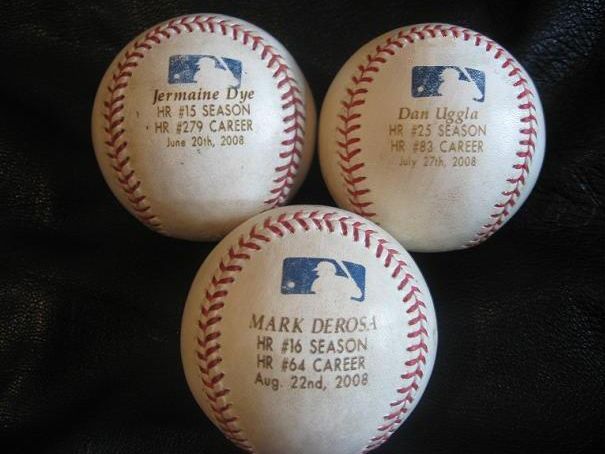 Jermaine Dye
HR #15 SEASON
HR #279 CAREER
June 20th, 2008
Dan Uggla
HR #25 SEASON
HR #83 CAREER
July 27th, 2008
MARK DEROSA
HR #16 SEASON
HR #64 CAREER
Aug. 22nd, 2008